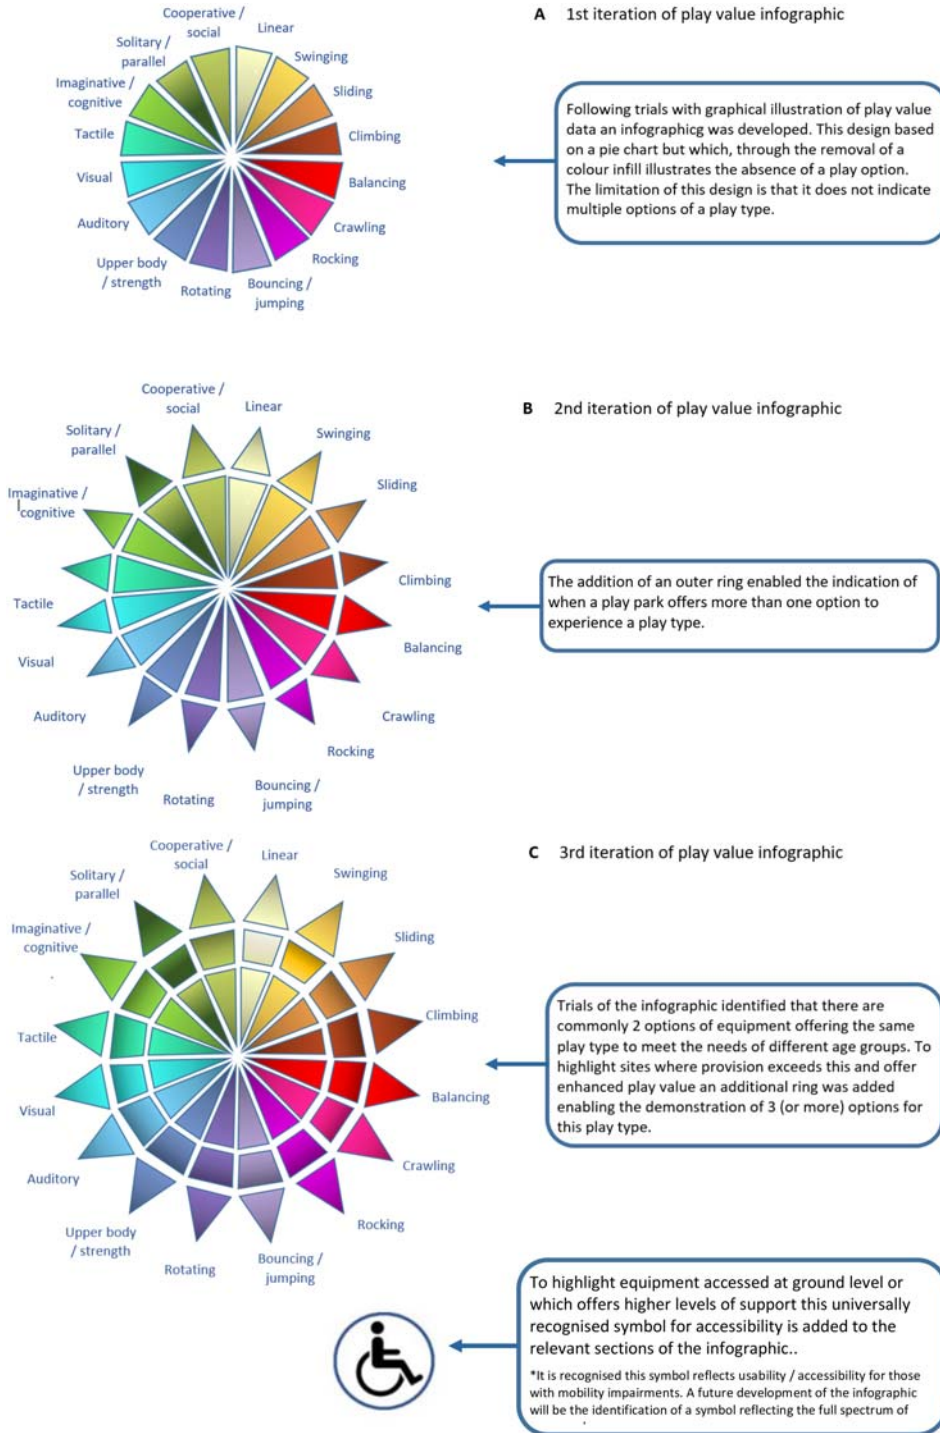 A 1st iteration of play value infographic
Cooperative /
social
Linear
Solitary /
parallel
Swinging
Imaginative /
cognitive
Sliding
Tactile
Climbing
Visual
Balancing
Auditory
Crawling
Upper body
/ strength
Rocking
Rotating
Bouncing /
jumping
Following trials with graphical illustration of play value
data an infographicg was developed. This design based
on a pie chart but which, through the removal of a
colour infill illustrates the absence of a play option.
The limitation of this design is that it does not indicate
multiple options of a play type.
B 2nd iteration of play value infographic
Cooperative /
social
Linear
Solitary /
parallel
Swinging
Imaginative /
cognitive
Sliding
Climbing
Tactile
Balancing
Visual
Auditory
Crawling
Rocking
Upper body
/ strength
Rotating
Bouncing /
jumping
The addition of an outer ring enabled the indication of
when a play park offers more than one option to
experience a play type.
C 3rd iteration of play value infographic
Cooperative /
social
Linear
Solitary /
parallel
Swinging
Imaginative /
cognitive
Sliding
Tactile
Climbing
Visual
Balancing
Auditory
Crawling
Upper body
/ strength
Rocking
Rotating
Bouncing /
jumping
Trials of the infographic identified that there are
commonly 2 options of equipment offering the same
play type to meet the needs of different age groups. To
highlight sites where provision exceeds this and offer
enhanced play value an additional ring was added
enabling the demonstration of 3 (or more) options for
this play type.
To highlight equipment accessed at ground level or
which offers higher levels of support this universally
recognised symbol for accessibility is added to the
relevant sections of the infographic..
*It is recognised this symbol reflects usability / accessibility for those
with mobility impairments. A future development of the infographic
will be the identification of a symbol reflecting the full spectrum of